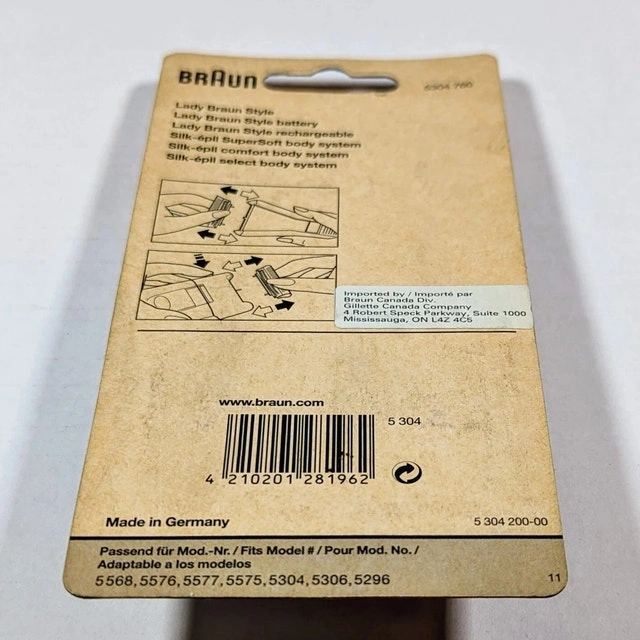 BRAUN
5304 760
Lady Braun Style
Lady Braun Style battery
Lady Braun Style rechargeable
Silk-épil SuperSoft body system
Silk-épil comfort body system
Silk-épil select body system
Imported by / Importé par
Braun Canada Div.
Gillette Canada Company
4 Robert Speck Parkway, Suite 1000
Mississauga, ON L4Z 4C5
www.braun.com
5 304
4 210201 281962
Made in Germany
5 304 200-00
Passend für Mod.-Nr. / Fits Model # / Pour Mod. No. /
Adaptable a los modelos
5568, 5576, 5577, 5575, 5304, 5306, 5296
11